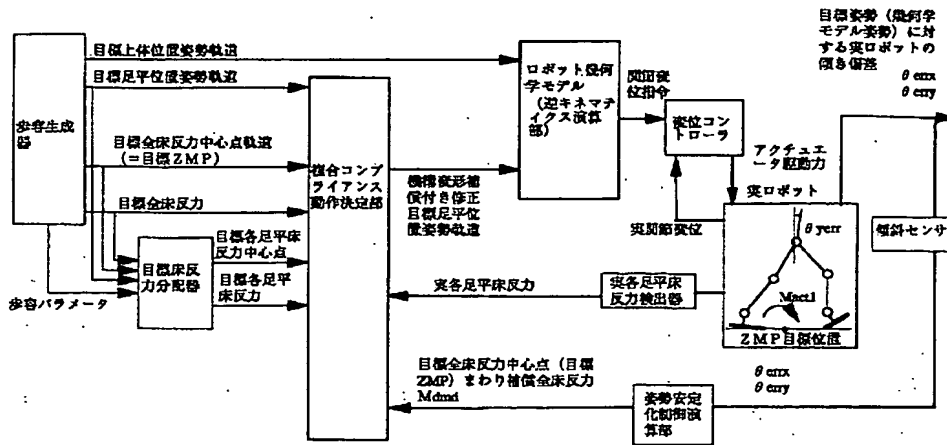 目標上体位置姿勢軌道
目標足平位置姿勢軌道
歩容生成
器
目標全床反力中心点軌道
(=目標ZMP)
目標全床反力
目標床反
力分配器
目標各足平床
反力中心点
目標各足平
床反力
歩容パラメータ
複合コンプ
ライアンス
動作決定部
機構変形補
償付き修正
目標足平位
置姿勢軌道
ロボット幾何
学モデル
(逆キネマテ
ィクス演算
部)
関節変
位指令
変位コント
ローラ
アクチュエ
ータ駆動力
実ロボット
実関節変位
目標姿勢(幾何学
モデル姿勢)に対
する実ロボットの
傾き偏差
θ errx
θ erry
傾斜センサ
θ yerr
Mact1
ZMP目標位置
実各足平床反力
実各足平床
反力検出器
目標全床反力中心点(目標
ZMP)まわり補償全床反力
Mdmd
θ errx
θ erry
姿勢安定
化制御演
算部